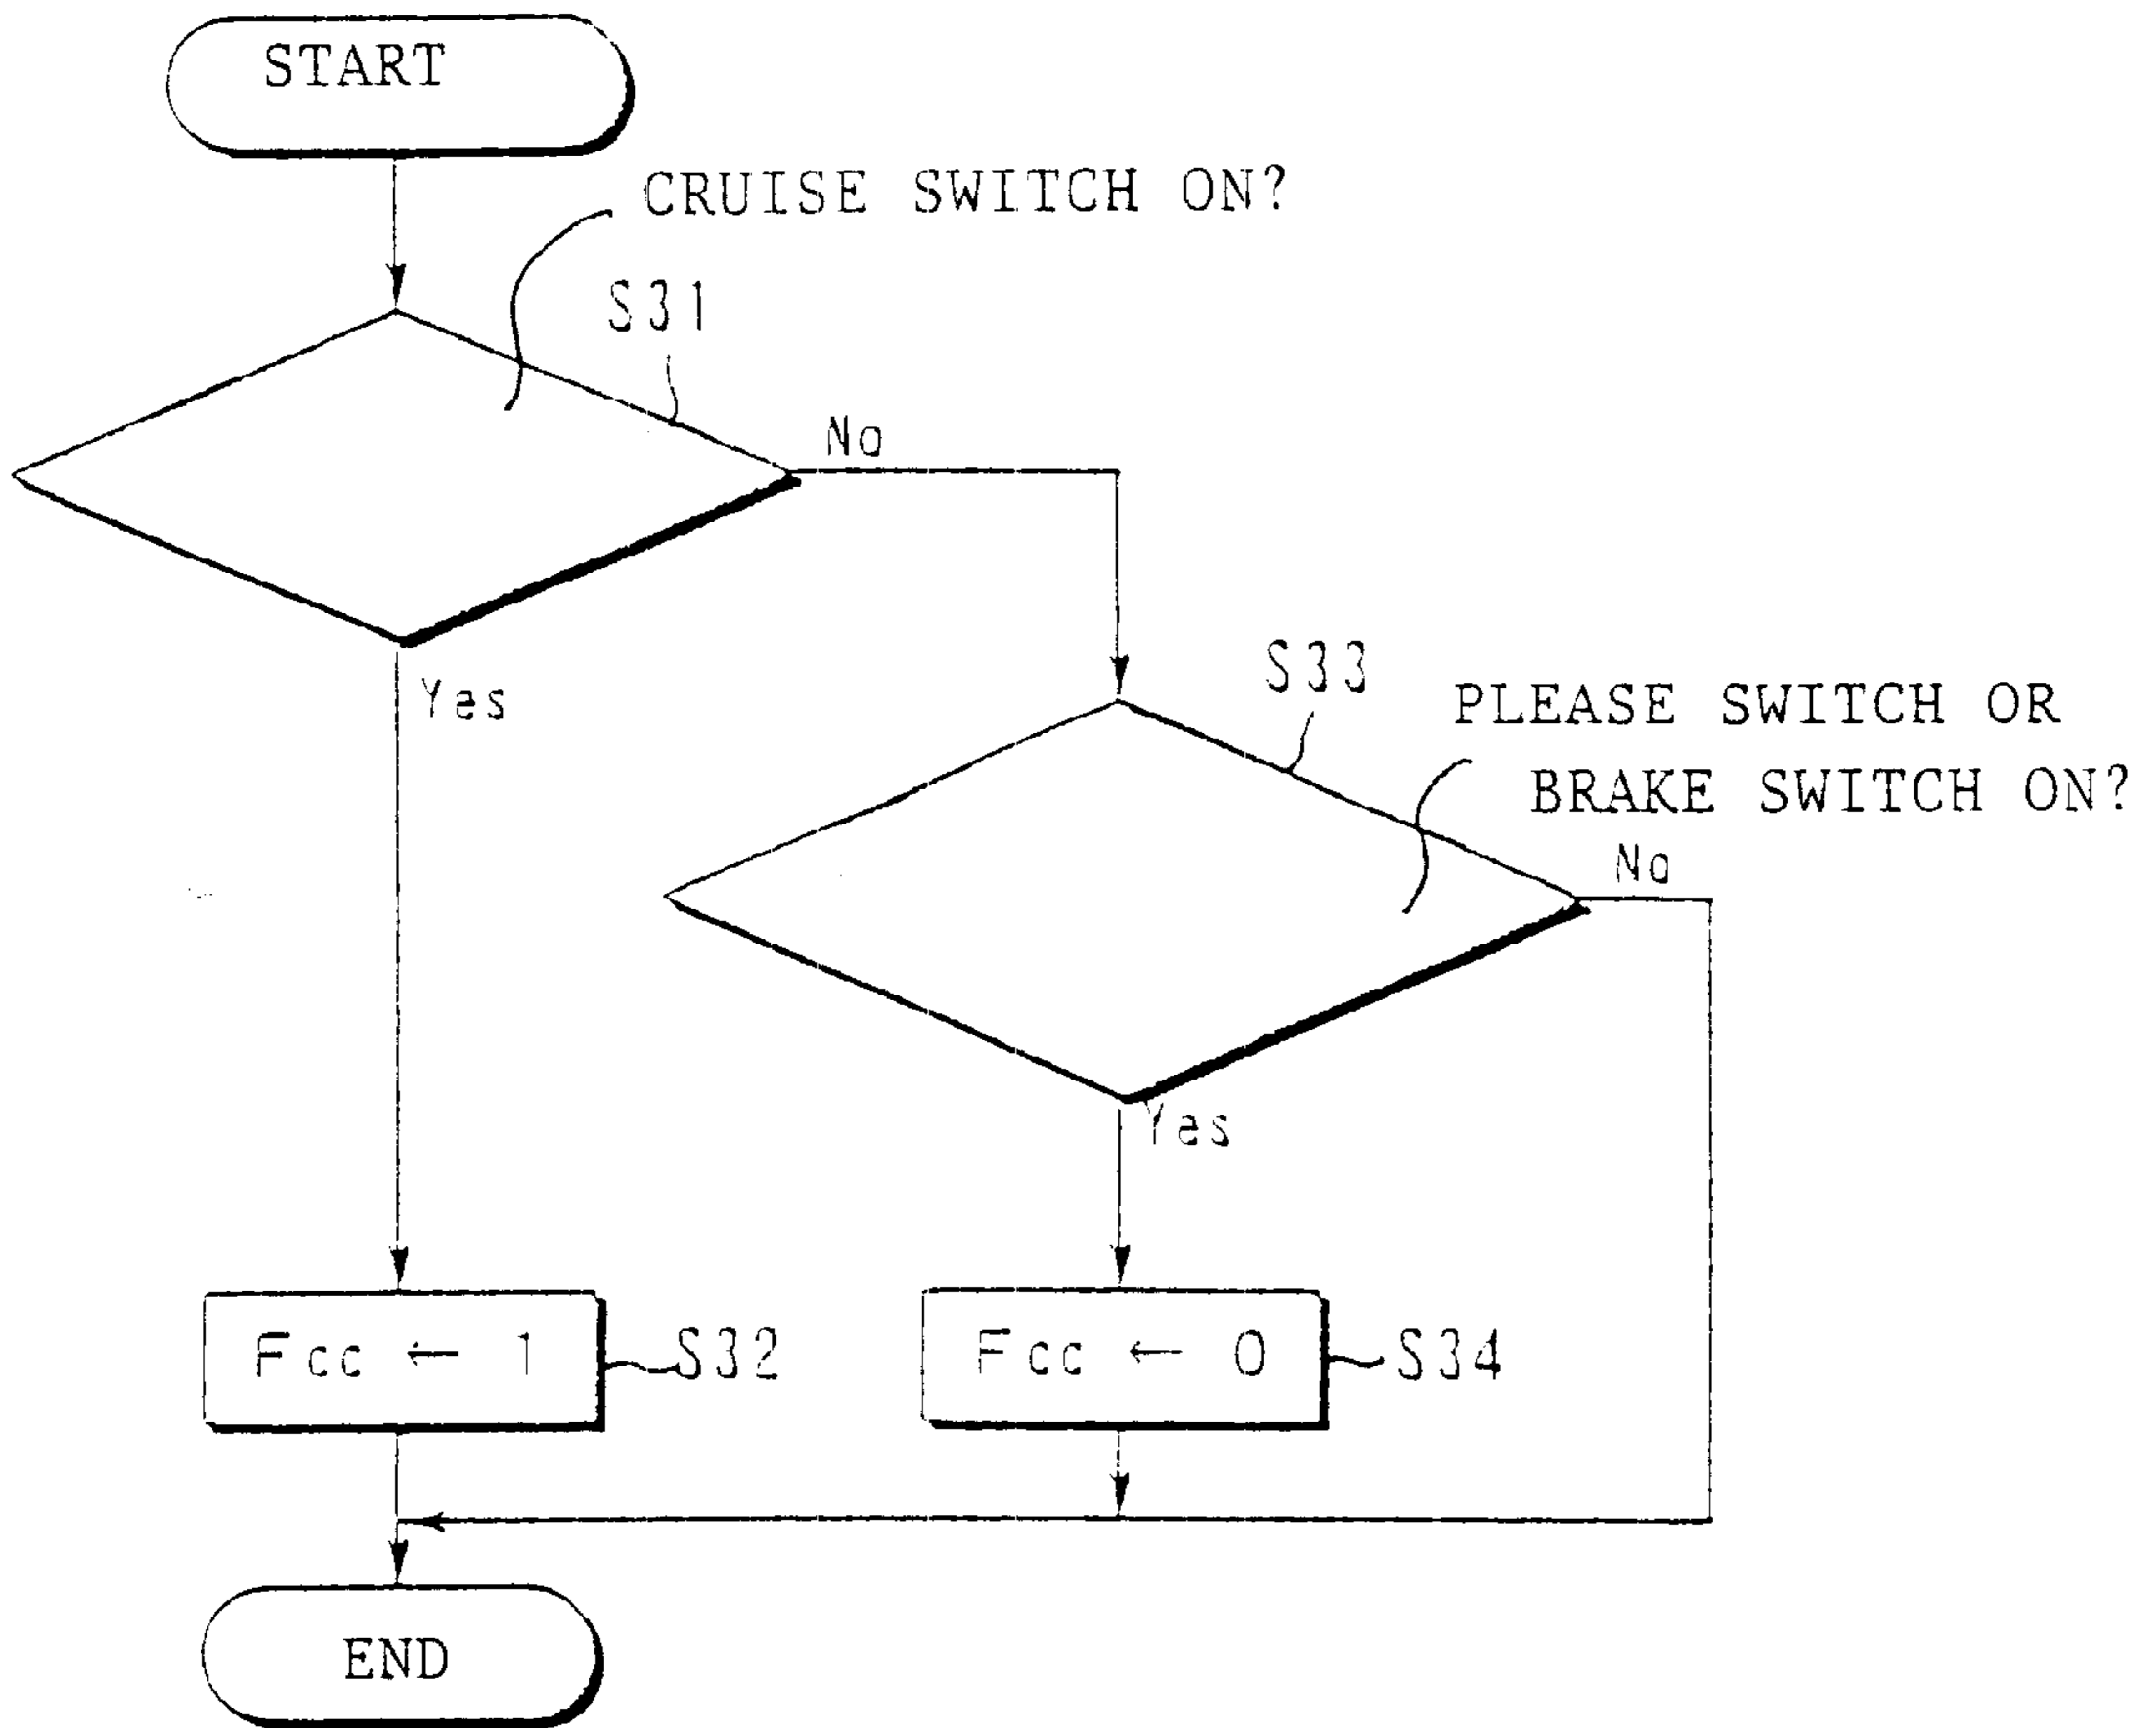 START
CRUISE SWITCH ON?
S31
No
Yes
S33
PLEASE SWITCH OR
BRAKE SWITCH ON?
No
Yes
Fcc ← 1
S32
Fcc ← 0
S34
END